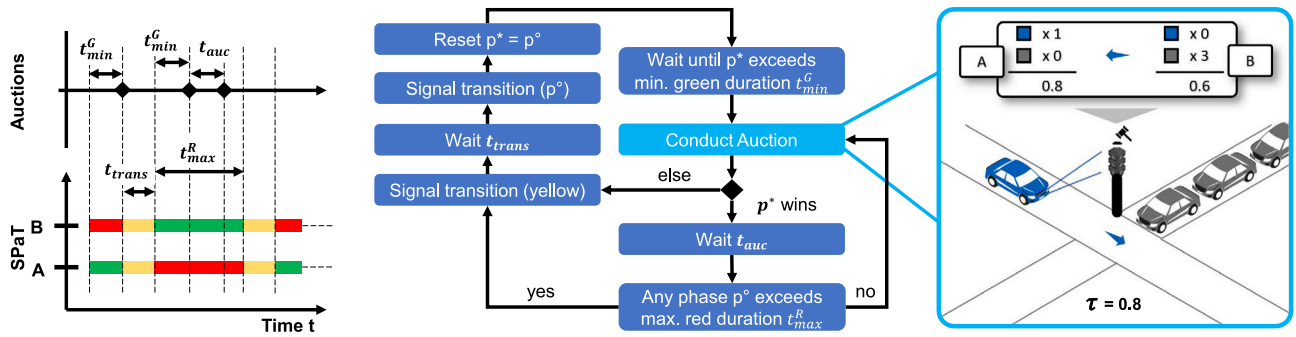 Auctions
t^G_min
t^G_min
t_auc
t_trans
t^R_max
SPaT
B
A
Time t
Reset p* = p°
Signal transition (p°)
Wait t_trans
Signal transition (yellow)
Wait until p* exceeds
min. green duration t^G_min
Conduct Auction
else
p* wins
Wait t_auc
yes
Any phase p° exceeds
max. red duration t^R_max
no
A
x 1
x 0
0.8
x 0
x 3
0.6
B
τ = 0.8